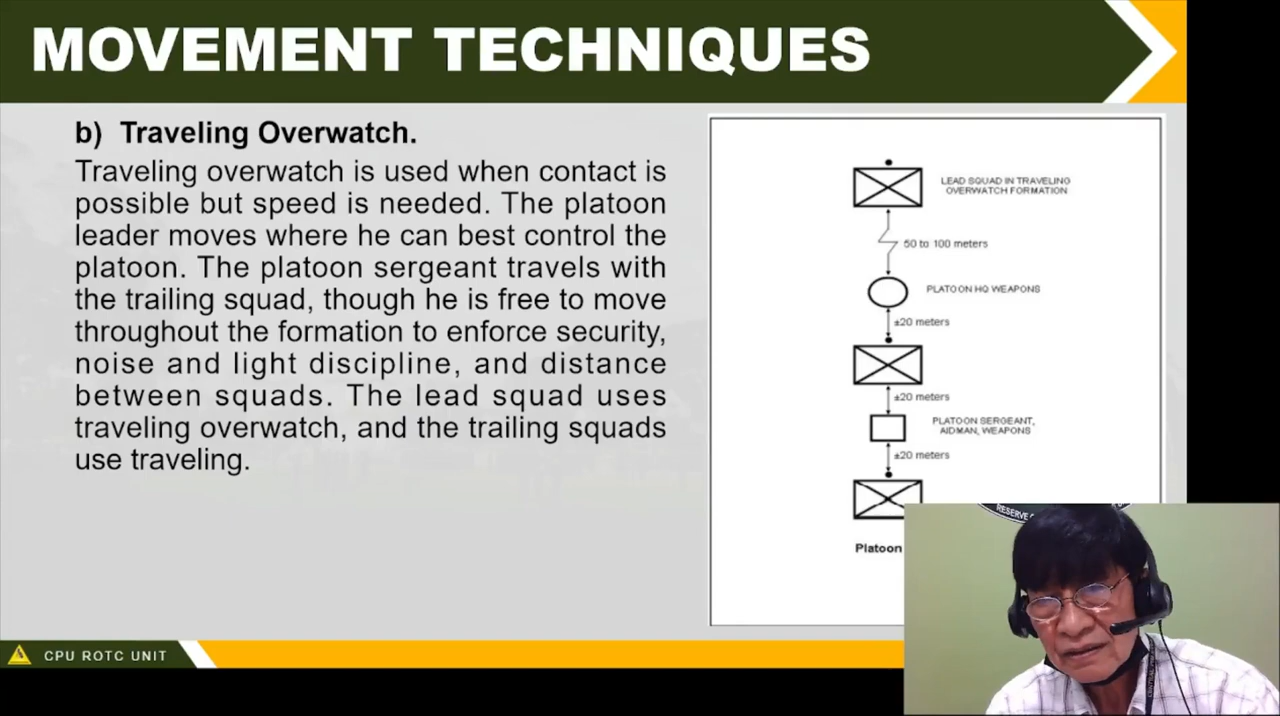 MOVEMENT TECHNIQUES
b) Traveling Overwatch.
Traveling overwatch is used when contact is
possible but speed is needed. The platoon
leader moves where he can best control the
platoon. The platoon sergeant travels with
the trailing squad, though he is free to move
throughout the formation to enforce security,
noise and light discipline, and distance
between squads. The lead squad uses
traveling overwatch, and the trailing squads
use traveling.
LEAD SQUAD IN TRAVELING
OVERWATCH FORMATION
50 to 100 meters
PLATOON HQ WEAPONS
±20 meters
±20 meters
PLATOON SERGEANT,
AIDMAN, WEAPONS
±20 meters
Platoon
RESERVE
CPU ROTC UNIT